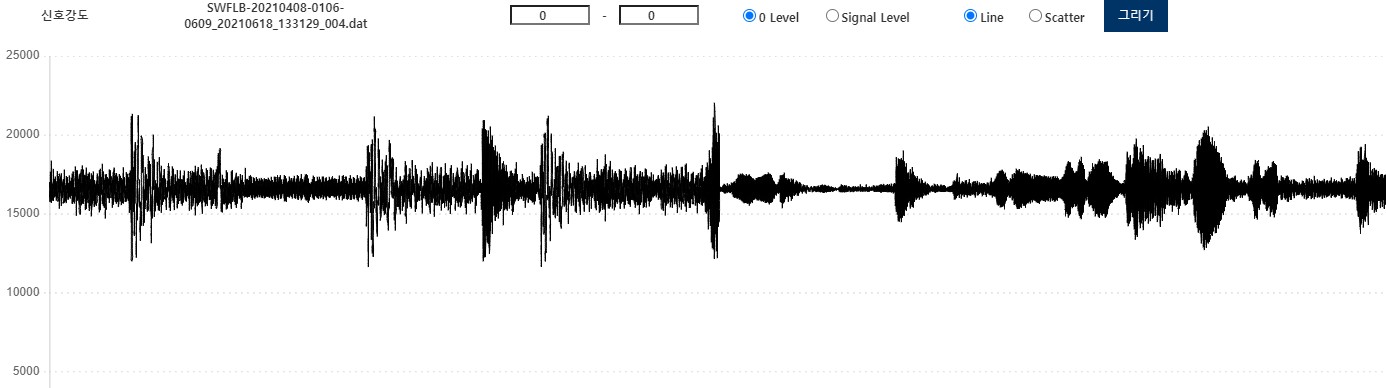 신호강도
SWFLB-20210408-0106-
0609_20210618_133129_004.dat
0 - 0
0 Level Signal Level
Line Scatter
그리기
25000
20000
15000
10000
5000